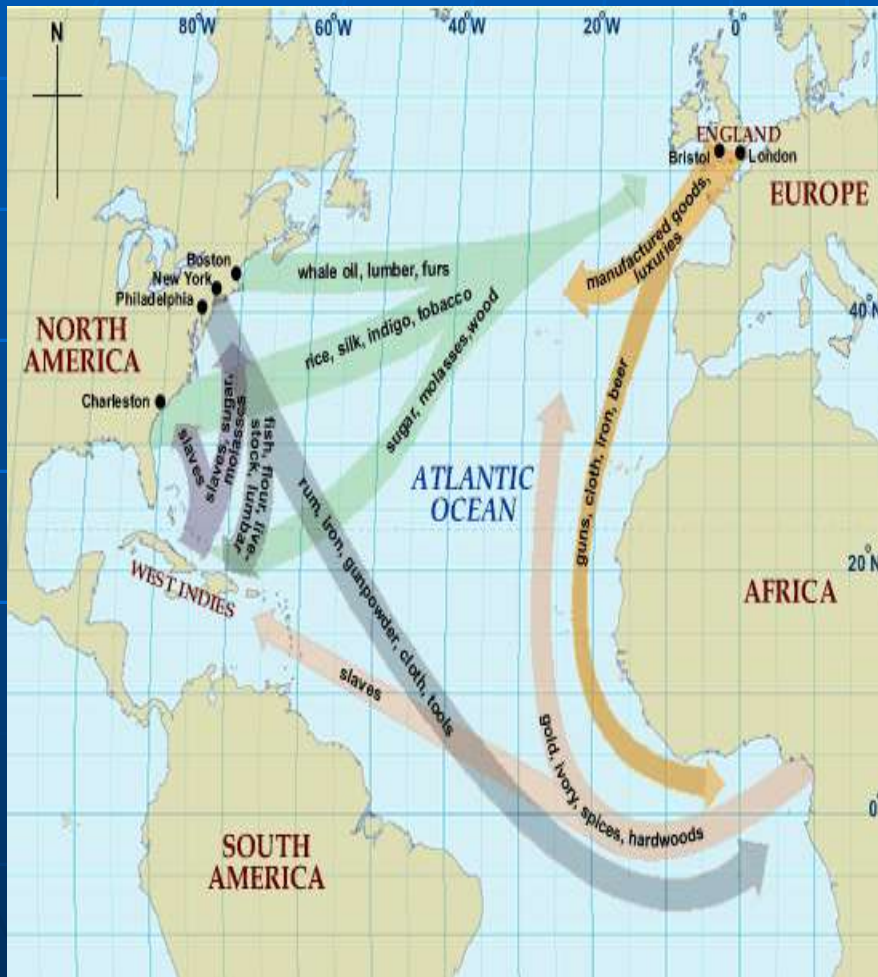 N
80°W
60°W
40°W
20°W
0°
ENGLAND
Bristol
London
EUROPE
manufactured goods,
luxuries
Boston
New York
Philadelphia
whale oil, lumber, furs
40°N
NORTH
AMERICA
rice, silk, indigo, tobacco
sugar, molasses,wood
Charleston
slaves
slaves, sugar,
molasses
fish, flour, live-
stock, lumbar
guns, cloth, iron, beer
ATLANTIC
OCEAN
rum, iron, gunpowder, cloth, tools
WEST INDIES
20°N
AFRICA
slaves
gold, ivory, spices, hardwoods
0°
SOUTH
AMERICA